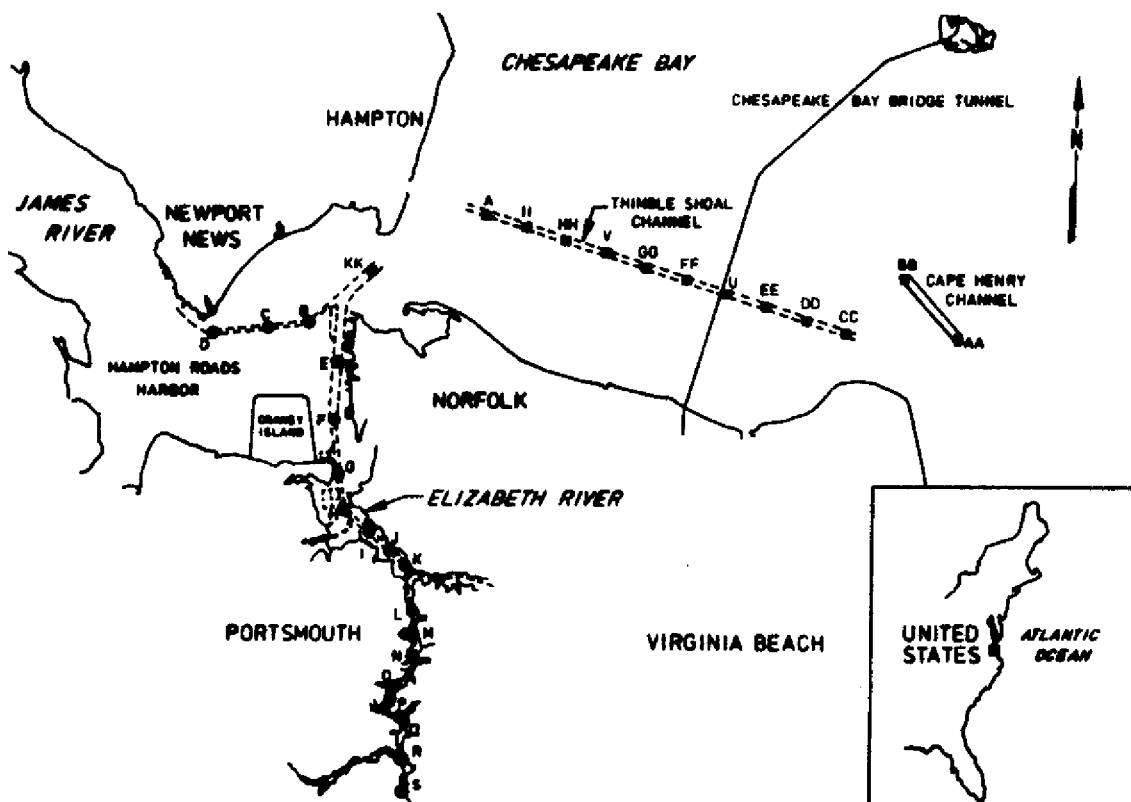 CHESAPEAKE BAY
CHESAPEAKE BAY BRIDGE TUNNEL
HAMPTON
N
JAMES
RIVER
NEWPORT
NEWS
THIMBLE SHOAL
CHANNEL
A
II
HH
V
GG
FF
U
EE
DD
CC
KK
BB
CAPE HENRY
CHANNEL
AA
C
B
D
HAMPTON ROADS
HARBOR
E
F
CRANEY
ISLAND
NORFOLK
G
ELIZABETH RIVER
I
J
K
L
M
N
O
P
Q
R
S
PORTSMOUTH
VIRGINIA BEACH
UNITED
STATES
ATLANTIC
OCEAN